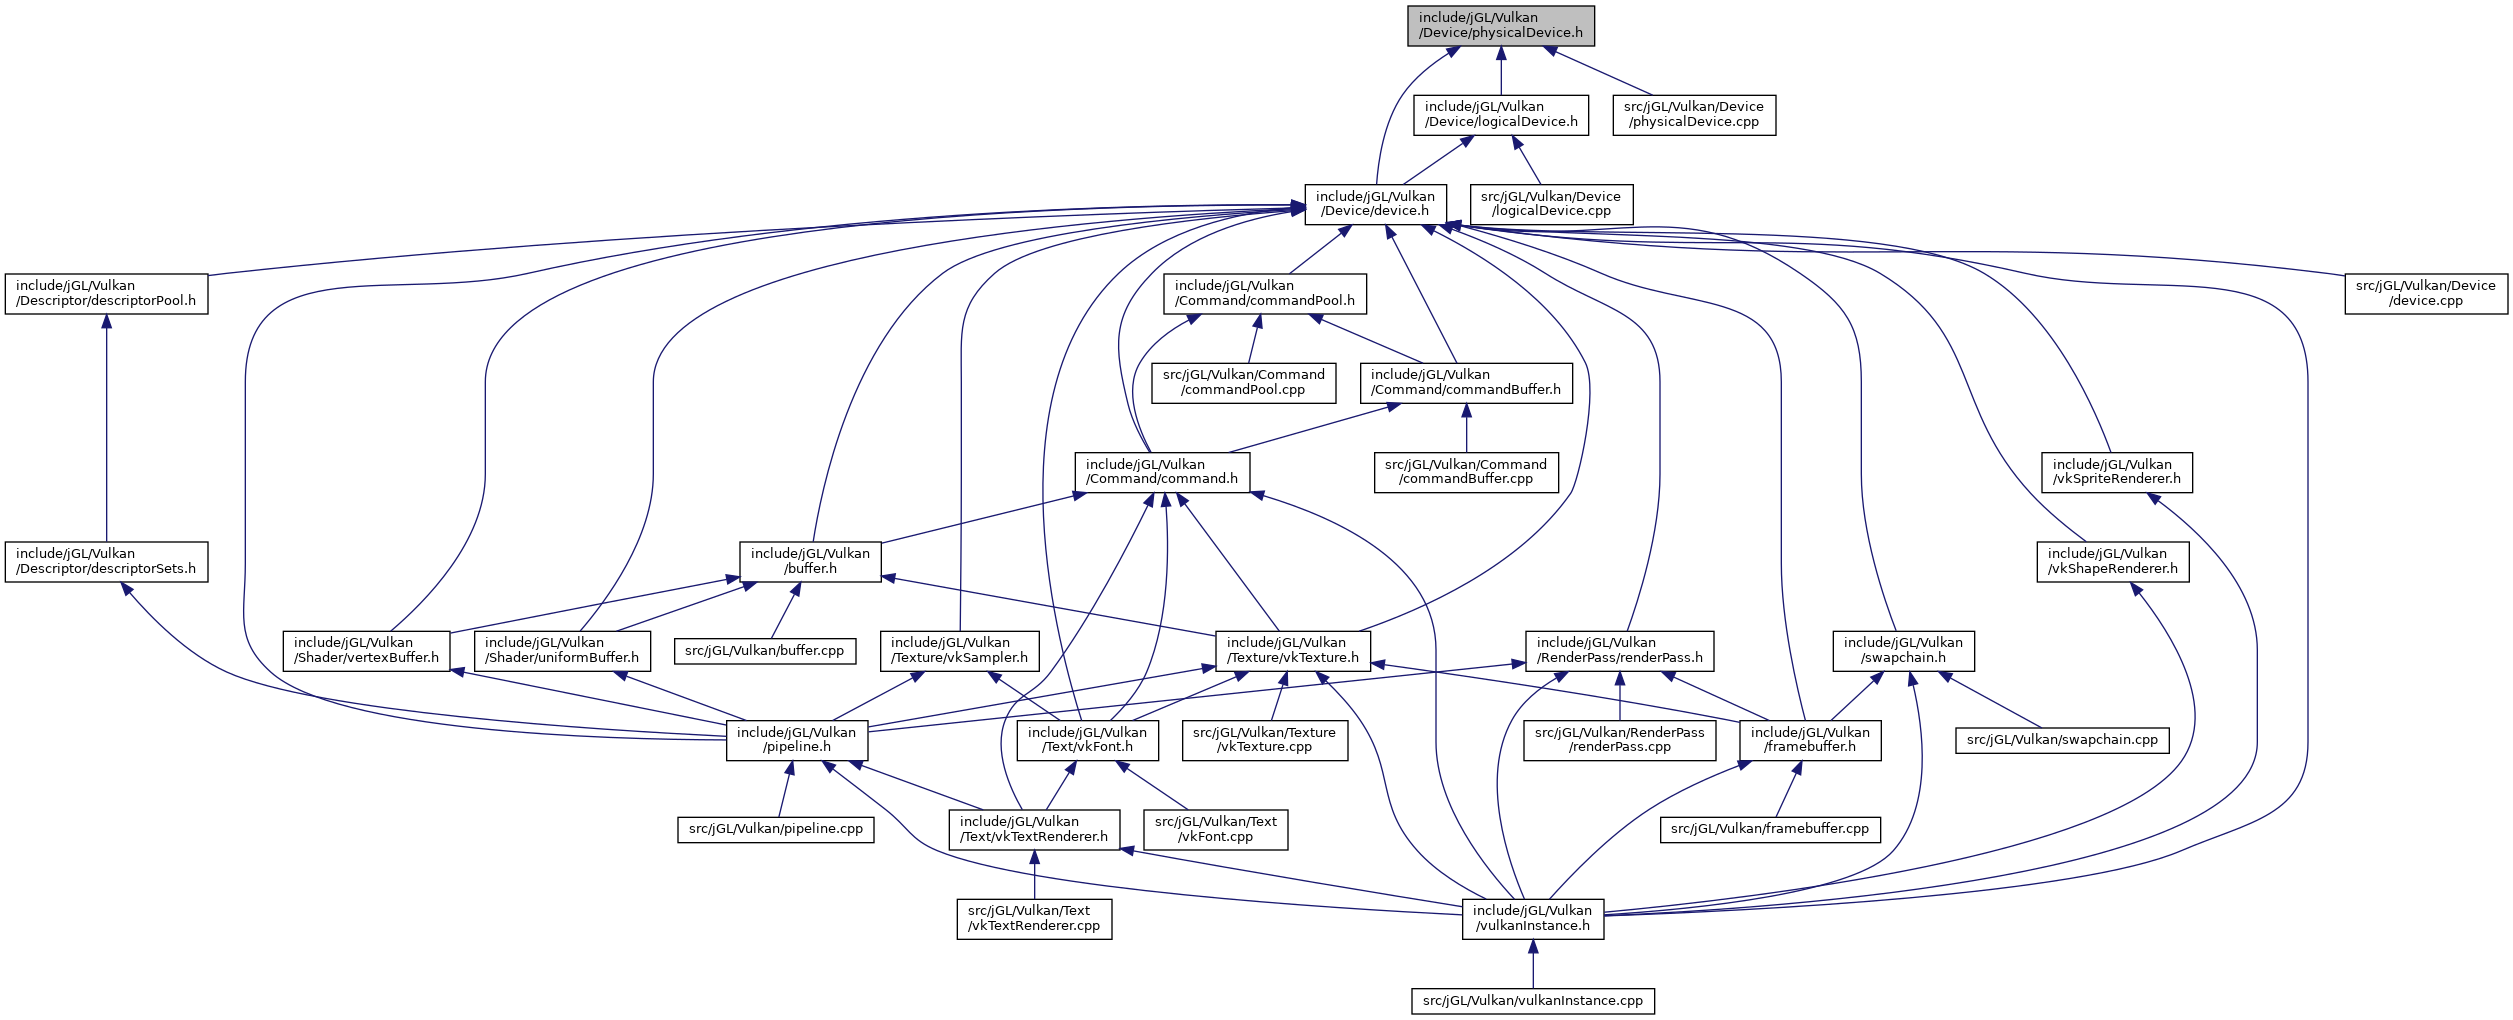 include/jGL/Vulkan
/Device/physicalDevice.h
include/jGL/Vulkan
/Device/logicalDevice.h
src/jGL/Vulkan/Device
/physicalDevice.cpp
include/jGL/Vulkan
/Device/device.h
src/jGL/Vulkan/Device
/logicalDevice.cpp
include/jGL/Vulkan
/Descriptor/descriptorPool.h
include/jGL/Vulkan
/Command/commandPool.h
src/jGL/Vulkan/Device
/device.cpp
src/jGL/Vulkan/Command
/commandPool.cpp
include/jGL/Vulkan
/Command/commandBuffer.h
include/jGL/Vulkan
/Command/command.h
src/jGL/Vulkan/Command
/commandBuffer.cpp
include/jGL/Vulkan
/vkSpriteRenderer.h
include/jGL/Vulkan
/Descriptor/descriptorSets.h
include/jGL/Vulkan
/buffer.h
include/jGL/Vulkan
/vkShapeRenderer.h
include/jGL/Vulkan
/Shader/vertexBuffer.h
include/jGL/Vulkan
/Shader/uniformBuffer.h
src/jGL/Vulkan/buffer.cpp
include/jGL/Vulkan
/Texture/vkSampler.h
include/jGL/Vulkan
/Texture/vkTexture.h
include/jGL/Vulkan
/RenderPass/renderPass.h
include/jGL/Vulkan
/swapchain.h
include/jGL/Vulkan
/pipeline.h
include/jGL/Vulkan
/Text/vkFont.h
src/jGL/Vulkan/Texture
/vkTexture.cpp
src/jGL/Vulkan/RenderPass
/renderPass.cpp
include/jGL/Vulkan
/framebuffer.h
src/jGL/Vulkan/swapchain.cpp
src/jGL/Vulkan/pipeline.cpp
include/jGL/Vulkan
/Text/vkTextRenderer.h
src/jGL/Vulkan/Text
/vkFont.cpp
src/jGL/Vulkan/framebuffer.cpp
src/jGL/Vulkan/Text
/vkTextRenderer.cpp
include/jGL/Vulkan
/vulkanInstance.h
src/jGL/Vulkan/vulkanInstance.cpp